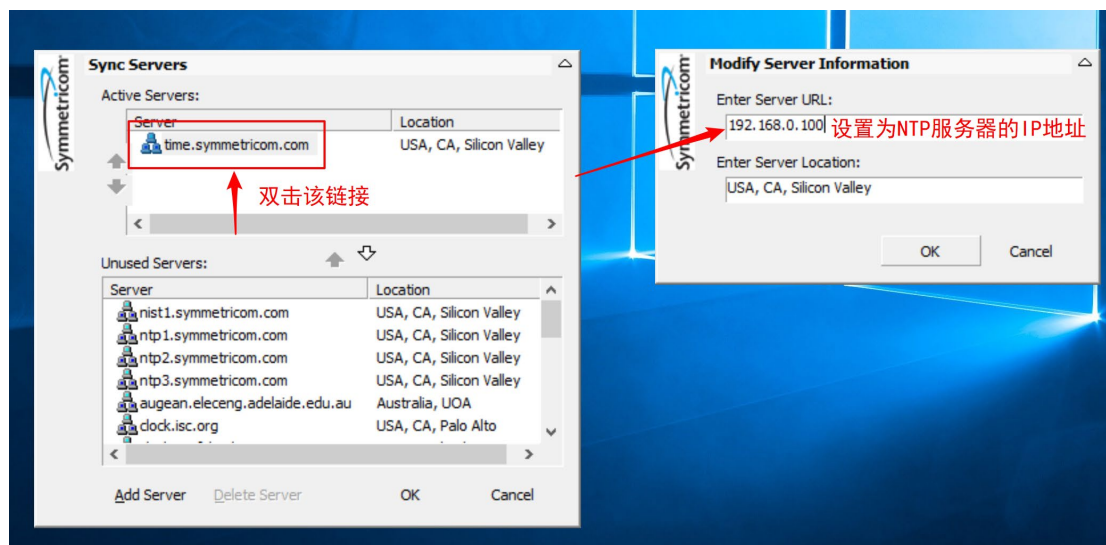 Symmetricom
Sync Servers
Active Servers:
Server Location
time.symmetricom.com USA, CA, Silicon Valley
双击该链接
Unused Servers:
Server Location
nist1.symmetricom.com USA, CA, Silicon Valley
ntp1.symmetricom.com USA, CA, Silicon Valley
ntp2.symmetricom.com USA, CA, Silicon Valley
ntp3.symmetricom.com USA, CA, Silicon Valley
augean.eleceng.adelaide.edu.au Australia, UOA
clock.isc.org USA, CA, Palo Alto
Add Server Delete Server OK Cancel
Symmetricom
Modify Server Information
Enter Server URL:
192.168.0.100 设置为NTP服务器的IP地址
Enter Server Location:
USA, CA, Silicon Valley
OK Cancel